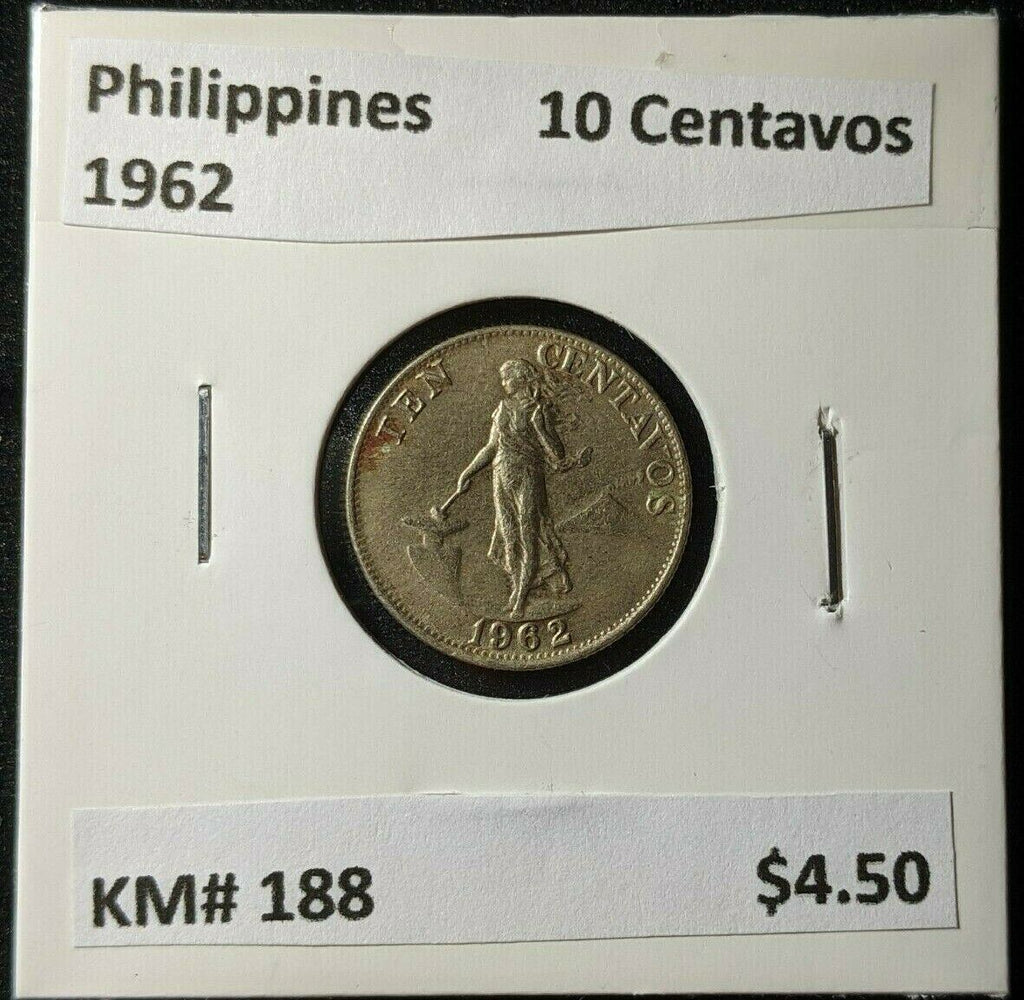 Philippines 10 Centavos
1962
TEN CENTAVOS
1962
KM# 188 $4.50